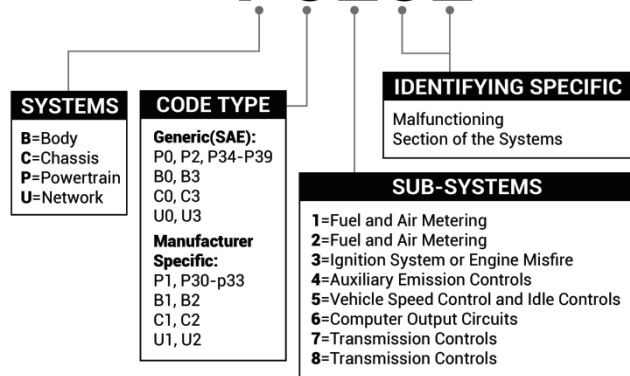 SYSTEMS
B=Body
C=Chassis
P=Powertrain
U=Network
CODE TYPE
Generic(SAE):
P0, P2, P34-P39
B0, B3
C0, C3
U0, U3
Manufacturer
Specific:
P1, P30-p33
B1, B2
C1, C2
U1, U2
IDENTIFYING SPECIFIC
Malfunctioning
Section of the Systems
SUB-SYSTEMS
1=Fuel and Air Metering
2=Fuel and Air Metering
3=Ignition System or Engine Misfire
4=Auxiliary Emission Controls
5=Vehicle Speed Control and Idle Controls
6=Computer Output Circuits
7=Transmission Controls
8=Transmission Controls